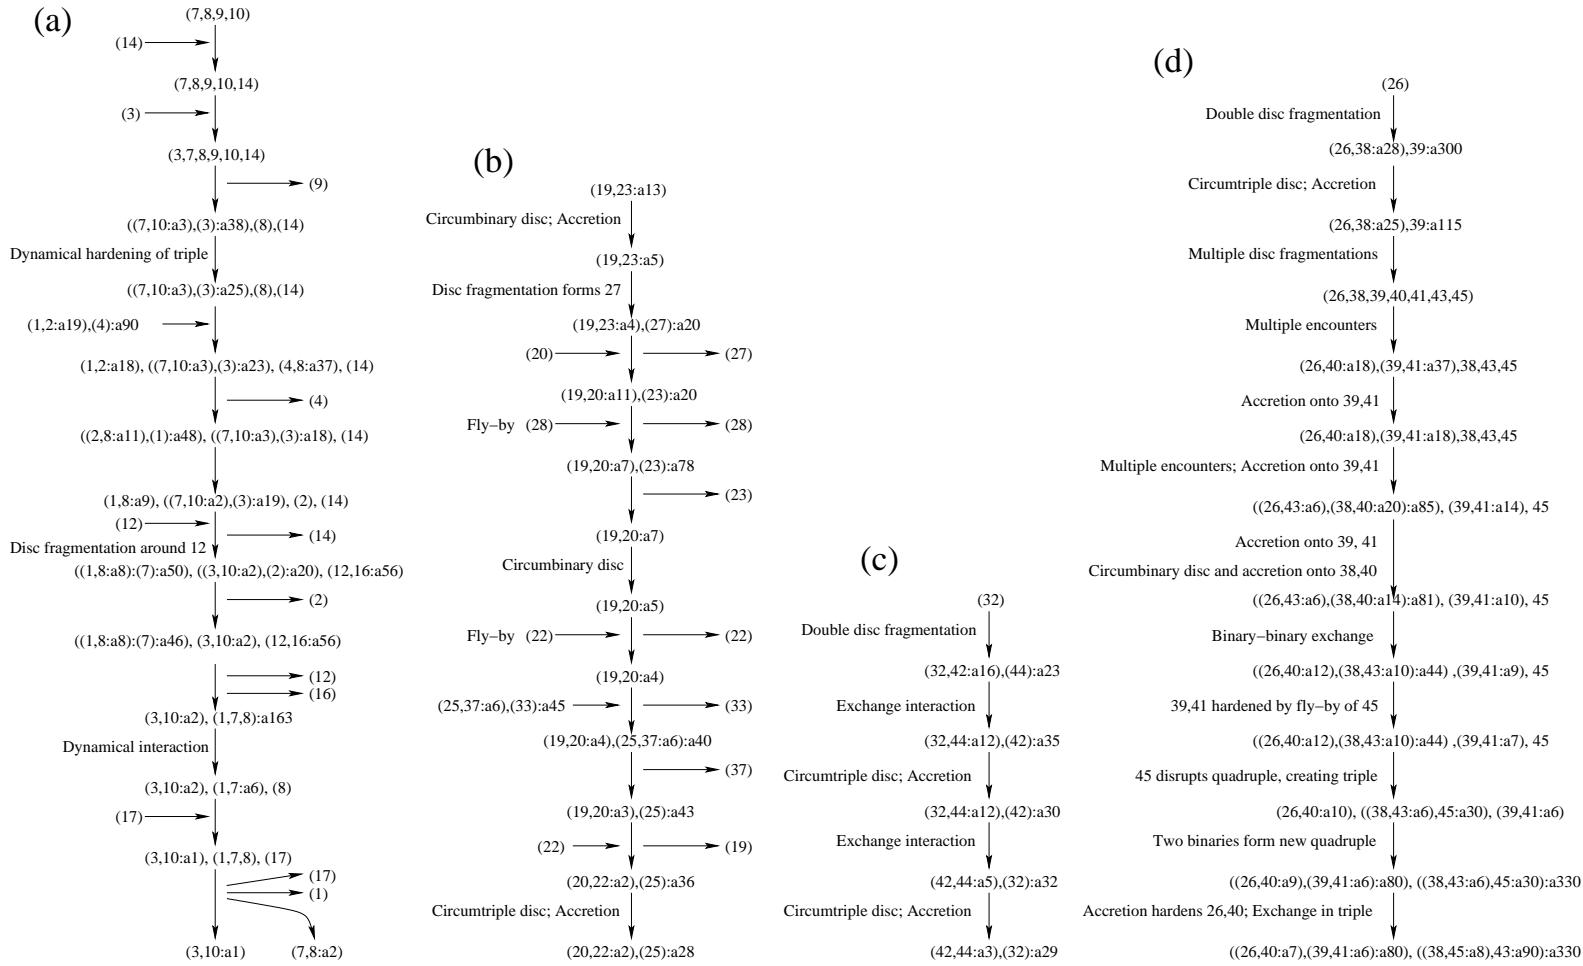 (a)
(7,8,9,10)
(14)
(7,8,9,10,14)
(3)
(3,7,8,9,10,14)
(9)
((7,10:a3),(3):a38),(8),(14)
Dynamical hardening of triple
((7,10:a3),(3):a25),(8),(14)
(1,2:a19),(4):a90
(1,2:a18), ((7,10:a3),(3):a23), (4,8:a37), (14)
(4)
((2,8:a11),(1):a48), ((7,10:a3),(3):a18), (14)
(1,8:a9), ((7,10:a2),(3):a19), (2), (14)
(12)
(14)
Disc fragmentation around 12
((1,8:a8):(7):a50), ((3,10:a2),(2):a20), (12,16:a56)
(2)
((1,8:a8):(7):a46), (3,10:a2), (12,16:a56)
(12)
(16)
(3,10:a2), (1,7,8):a163
Dynamical interaction
(3,10:a2), (1,7:a6), (8)
(17)
(3,10:a1), (1,7,8), (17)
(17)
(1)
(3,10:a1) (7,8:a2)
(b)
(19,23:a13)
Circumbinary disc; Accretion
(19,23:a5)
Disc fragmentation forms 27
(19,23:a4),(27):a20
(20) (27)
(19,20:a11),(23):a20
Fly−by (28) (28)
(19,20:a7),(23):a78
(23)
(19,20:a7)
Circumbinary disc
(19,20:a5)
Fly−by (22) (22)
(19,20:a4)
(25,37:a6),(33):a45 (33)
(19,20:a4),(25,37:a6):a40
(37)
(19,20:a3),(25):a43
(22) (19)
(20,22:a2),(25):a36
Circumtriple disc; Accretion
(20,22:a2),(25):a28
(c)
(32)
Double disc fragmentation
(32,42:a16),(44):a23
Exchange interaction
(32,44:a12),(42):a35
Circumtriple disc; Accretion
(32,44:a12),(42):a30
Exchange interaction
(42,44:a5),(32):a32
Circumtriple disc; Accretion
(42,44:a3),(32):a29
(d)
(26)
Double disc fragmentation
(26,38:a28),39:a300
Circumtriple disc; Accretion
(26,38:a25),39:a115
Multiple disc fragmentations
(26,38,39,40,41,43,45)
Multiple encounters
(26,40:a18),(39,41:a37),38,43,45
Accretion onto 39,41
(26,40:a18),(39,41:a18),38,43,45
Multiple encounters; Accretion onto 39,41
((26,43:a6),(38,40:a20):a85), (39,41:a14), 45
Accretion onto 39, 41
Circumbinary disc and accretion onto 38,40
((26,43:a6),(38,40:a14):a81), (39,41:a10), 45
Binary−binary exchange
((26,40:a12),(38,43:a10):a44) ,(39,41:a9), 45
39,41 hardened by fly−by of 45
((26,40:a12),(38,43:a10):a44) ,(39,41:a7), 45
45 disrupts quadruple, creating triple
(26,40:a10), ((38,43:a6),45:a30), (39,41:a6)
Two binaries form new quadruple
((26,40:a9),(39,41:a6):a80), ((38,43:a6),45:a30):a330
Accretion hardens 26,40; Exchange in triple
((26,40:a7),(39,41:a6):a80), ((38,45:a8),43:a90):a330